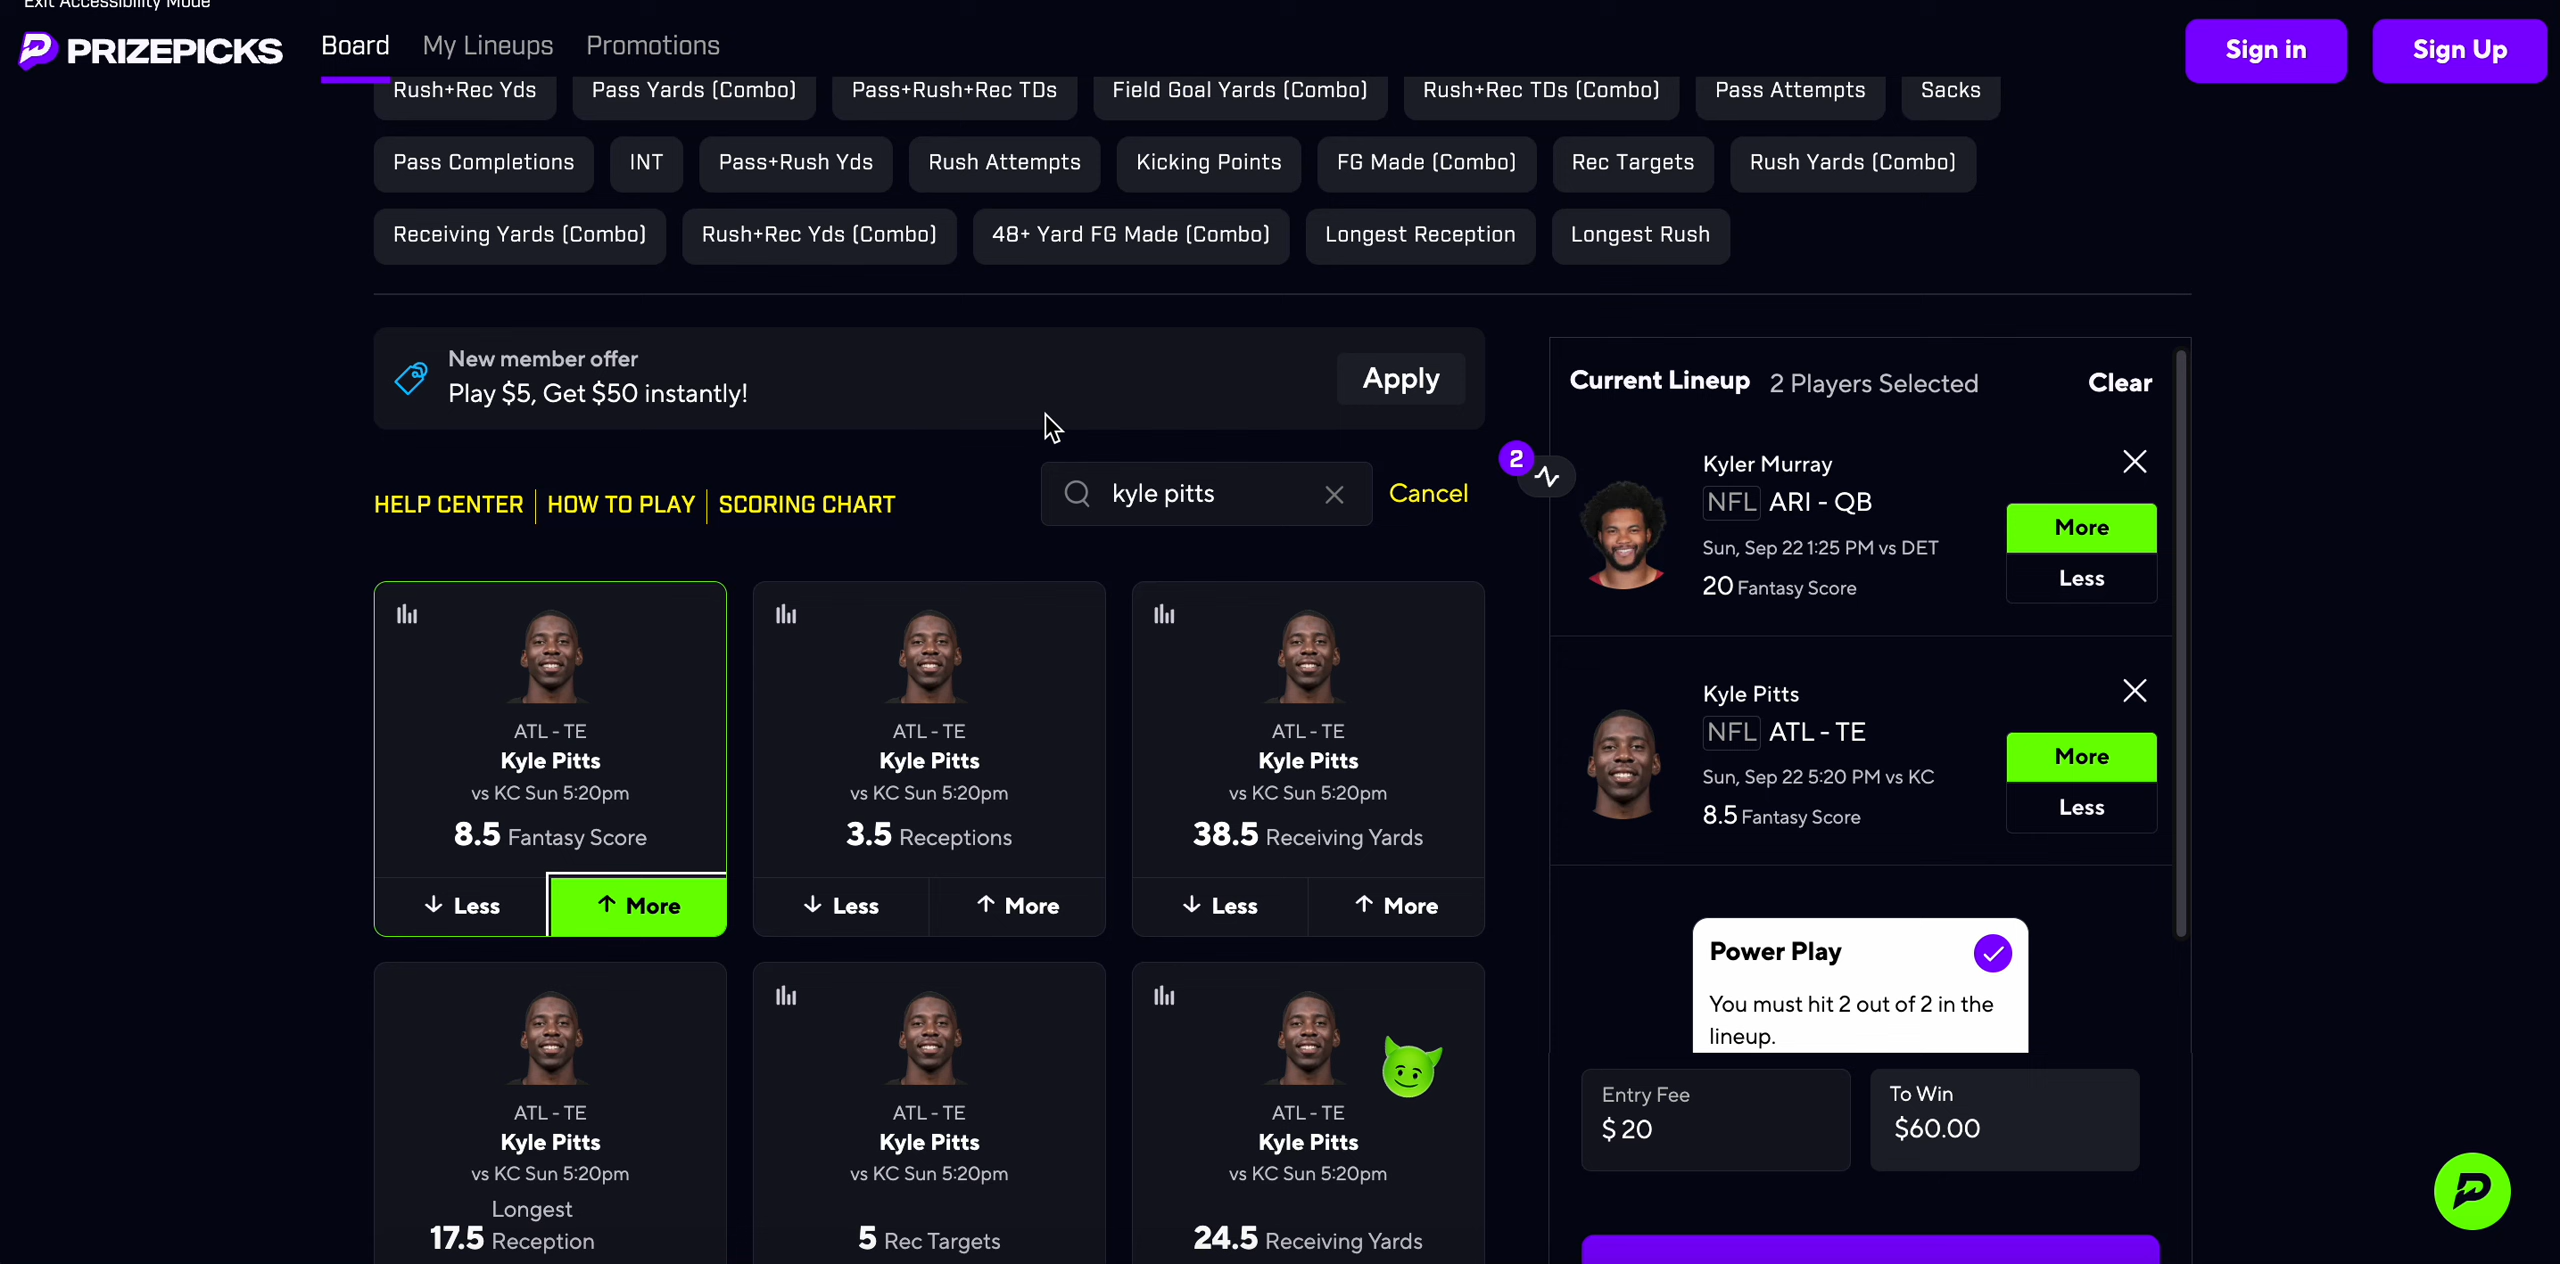 Exit Accessibility Mode
PRIZEPICKS
Board
My Lineups
Promotions
Sign in
Sign Up
Rush+Rec Yds
Pass Yards (Combo)
Pass+Rush+Rec TDs
Field Goal Yards (Combo)
Rush+Rec TDs (Combo)
Pass Attempts
Sacks
Pass Completions
INT
Pass+Rush Yds
Rush Attempts
Kicking Points
FG Made (Combo)
Rec Targets
Rush Yards (Combo)
Receiving Yards (Combo)
Rush+Rec Yds (Combo)
48+ Yard FG Made (Combo)
Longest Reception
Longest Rush
New member offer
Play $5, Get $50 instantly!
Apply
HELP CENTER
HOW TO PLAY
SCORING CHART
kyle pitts
Cancel
ATL - TE
Kyle Pitts
vs KC Sun 5:20pm
8.5 Fantasy Score
Less
More
ATL - TE
Kyle Pitts
vs KC Sun 5:20pm
3.5 Receptions
Less
More
ATL - TE
Kyle Pitts
vs KC Sun 5:20pm
38.5 Receiving Yards
Less
More
ATL - TE
Kyle Pitts
vs KC Sun 5:20pm
17.5 Longest
Reception
ATL - TE
Kyle Pitts
vs KC Sun 5:20pm
5 Rec Targets
ATL - TE
Kyle Pitts
vs KC Sun 5:20pm
24.5 Receiving Yards
Current Lineup 2 Players Selected
Clear
2
Kyler Murray
NFL ARI - QB
Sun, Sep 22 1:25 PM vs DET
20 Fantasy Score
More
Less
Kyle Pitts
NFL ATL - TE
Sun, Sep 22 5:20 PM vs KC
8.5 Fantasy Score
More
Less
Power Play
You must hit 2 out of 2 in the
lineup.
Entry Fee
$ 20
To Win
$60.00